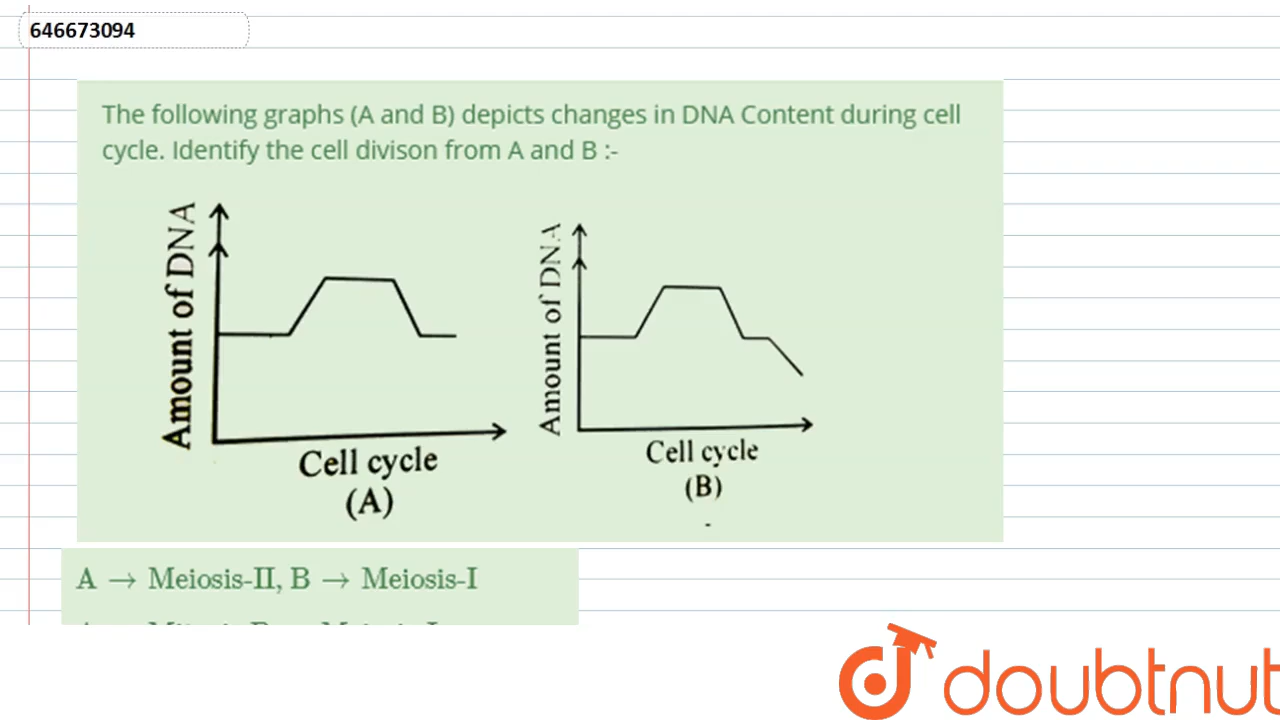 646673094
The following graphs (A and B) depicts changes in DNA Content during cell
cycle. Identify the cell divison from A and B :-
Amount of DNA
Cell cycle
(A)
Amount of DNA
Cell cycle
(B)
A → Meiosis-II, B → Meiosis-I
doubtnut